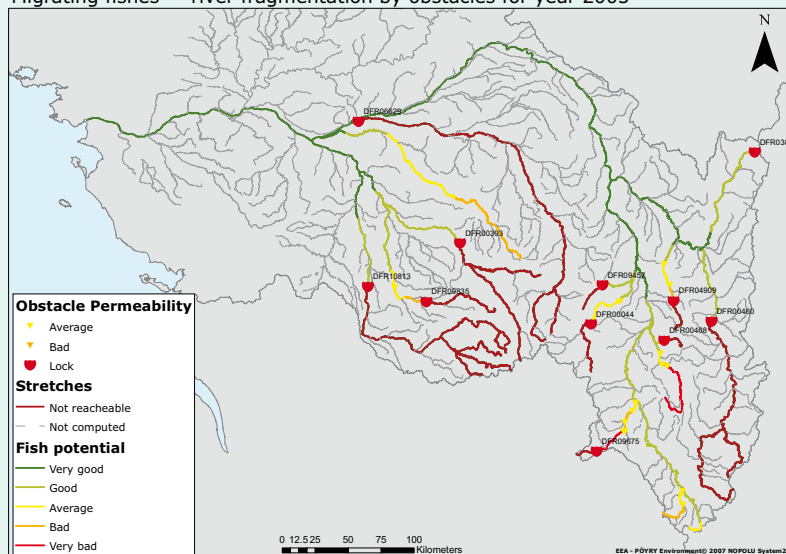 Migrating fishes - river fragmentation by obstacles for year 2005
N
DFR06629
DFR00293
DFR10813
DFR09835
DFR09457
DFR00044
DFR04909
DFR00460
DFR00468
DFR09675
Obstacle Permeability
Average
Bad
Lock
Stretches
Not reacheable
Not computed
Fish potential
Very good
Good
Average
Bad
Very bad
0 12.5 25 50 75 100
Kilometers
EEA - PÖYRY Environment© 2007 NOPOLU System2